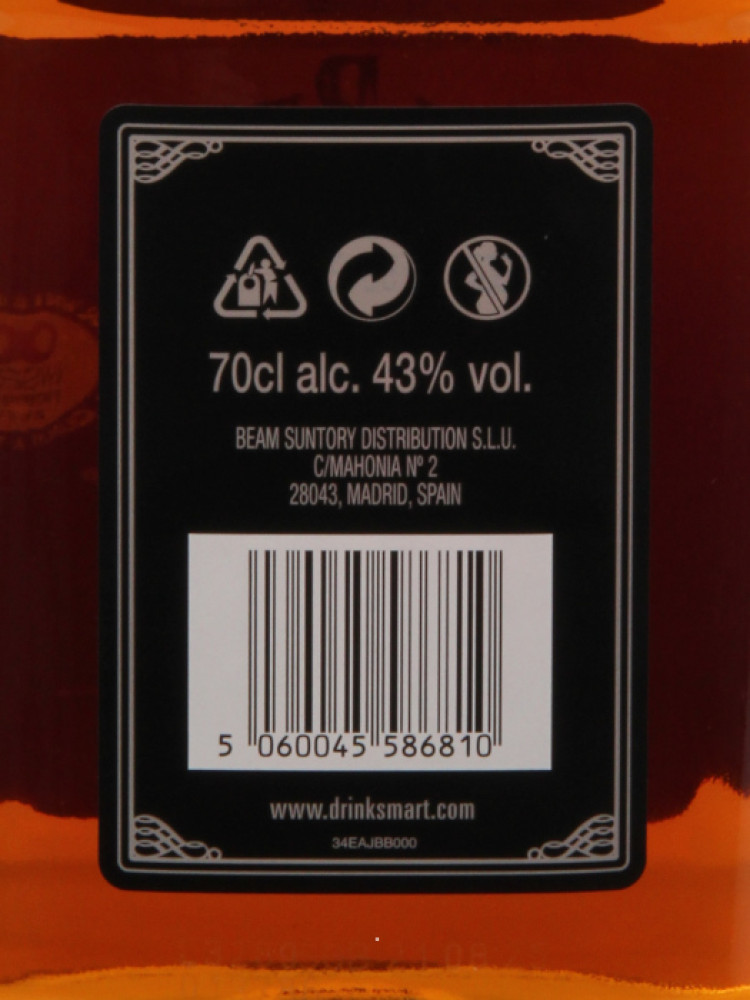 70cl alc. 43% vol.
BEAM SUNTORY DISTRIBUTION S.L.U.
C/MAHONIA Nº 2
28043, MADRID, SPAIN
5 060045 586810
www.drinksmart.com
34EAJBB000